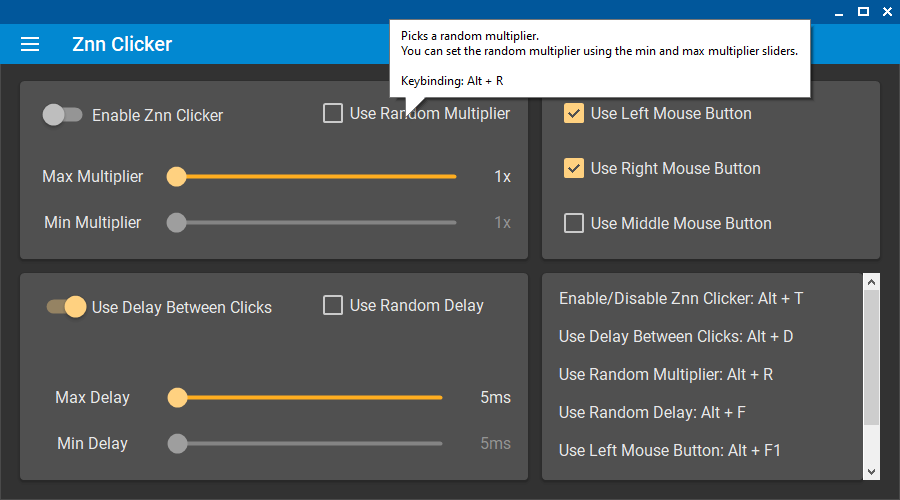 Znn Clicker
Picks a random multiplier.
You can set the random multiplier using the min and max multiplier sliders.
Keybinding: Alt + R
Enable Znn Clicker
Use Random Multiplier
Max Multiplier
1x
Min Multiplier
1x
Use Left Mouse Button
Use Right Mouse Button
Use Middle Mouse Button
Use Delay Between Clicks
Use Random Delay
Max Delay
5ms
Min Delay
5ms
Enable/Disable Znn Clicker: Alt + T
Use Delay Between Clicks: Alt + D
Use Random Multiplier: Alt + R
Use Random Delay: Alt + F
Use Left Mouse Button: Alt + F1